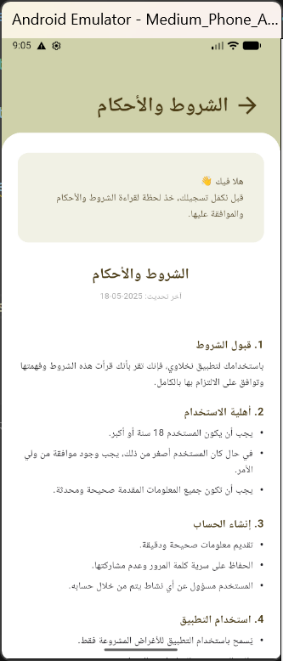 Android Emulator - Medium_Phone_A...
9:05
الشروط والأحكام
هلا فيك 👋
قبل نكمل تسجيلك، خذ لحظة لقراءة الشروط والأحكام
والموافقة عليها.
الشروط والأحكام
آخر تحديث: 2025-05-18
1. قبول الشروط
باستخدامك لتطبيق نخلاوي، فإنك تقر بأنك قرأت هذه الشروط وفهمتها
وتوافق على الالتزام بها بالكامل.
2. أهلية الاستخدام
• يجب أن يكون المستخدم 18 سنة أو أكبر.
• في حال كان المستخدم أصغر من ذلك، يجب وجود موافقة من ولي
الأمر.
• يجب أن تكون جميع المعلومات المقدمة صحيحة ومحدثة.
3. إنشاء الحساب
• تقديم معلومات صحيحة ودقيقة.
• الحفاظ على سرية كلمة المرور وعدم مشاركتها.
• المستخدم مسؤول عن أي نشاط يتم من خلال حسابه.
4. استخدام التطبيق
• يُسمح باستخدام التطبيق للأغراض المشروعة فقط.